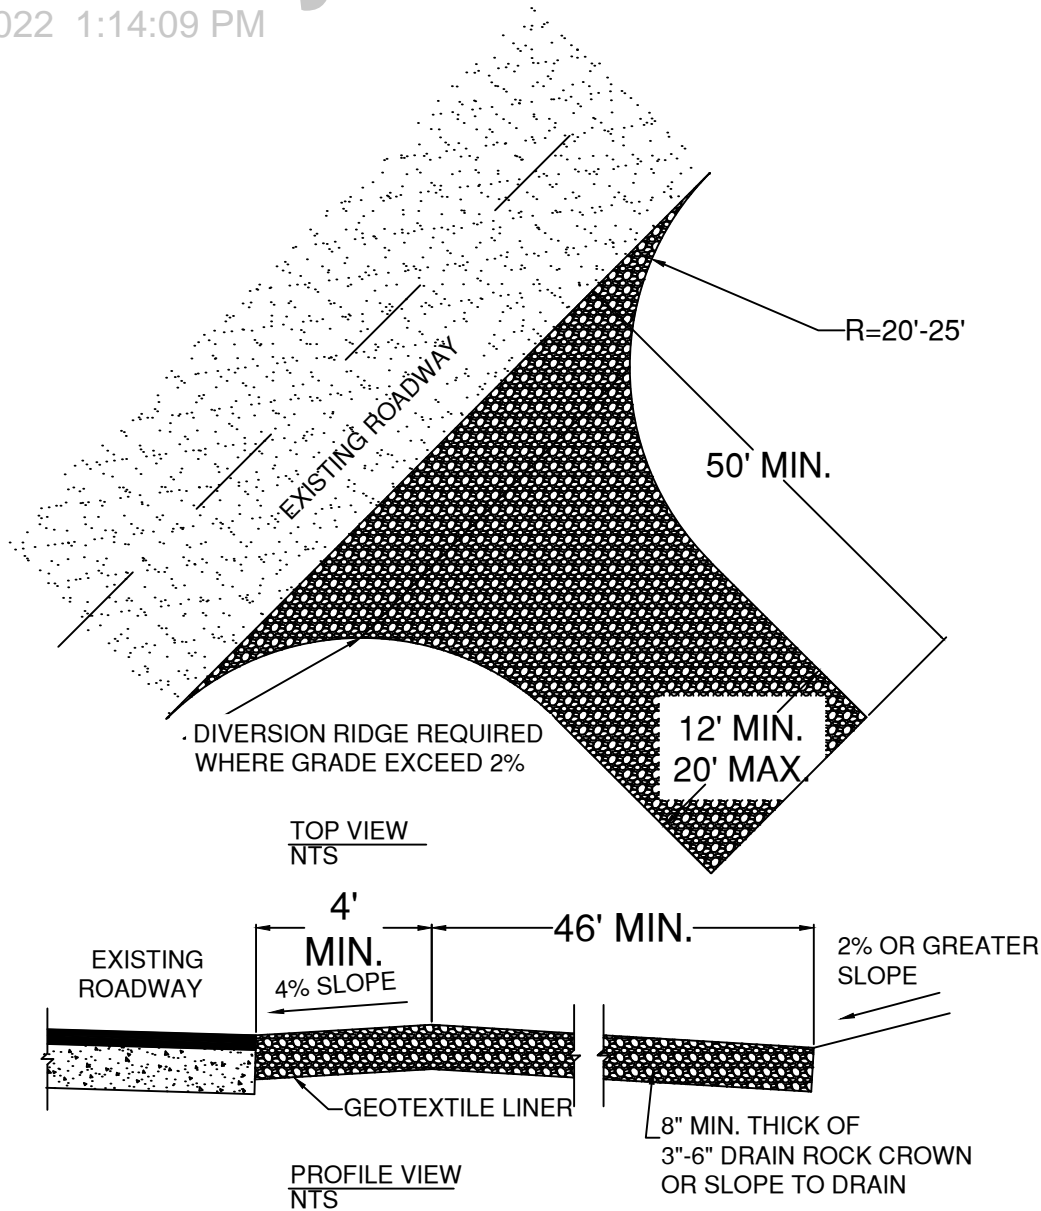 022 1:14:09 PM
R=20'-25'
EXISTING ROADWAY
50' MIN.
12' MIN.
20' MAX.
DIVERSION RIDGE REQUIRED
WHERE GRADE EXCEED 2%
TOP VIEW
NTS
4'
MIN.
46' MIN.
EXISTING
ROADWAY
4% SLOPE
2% OR GREATER
SLOPE
GEOTEXTILE LINER
8" MIN. THICK OF
3"-6" DRAIN ROCK CROWN
OR SLOPE TO DRAIN
PROFILE VIEW
NTS